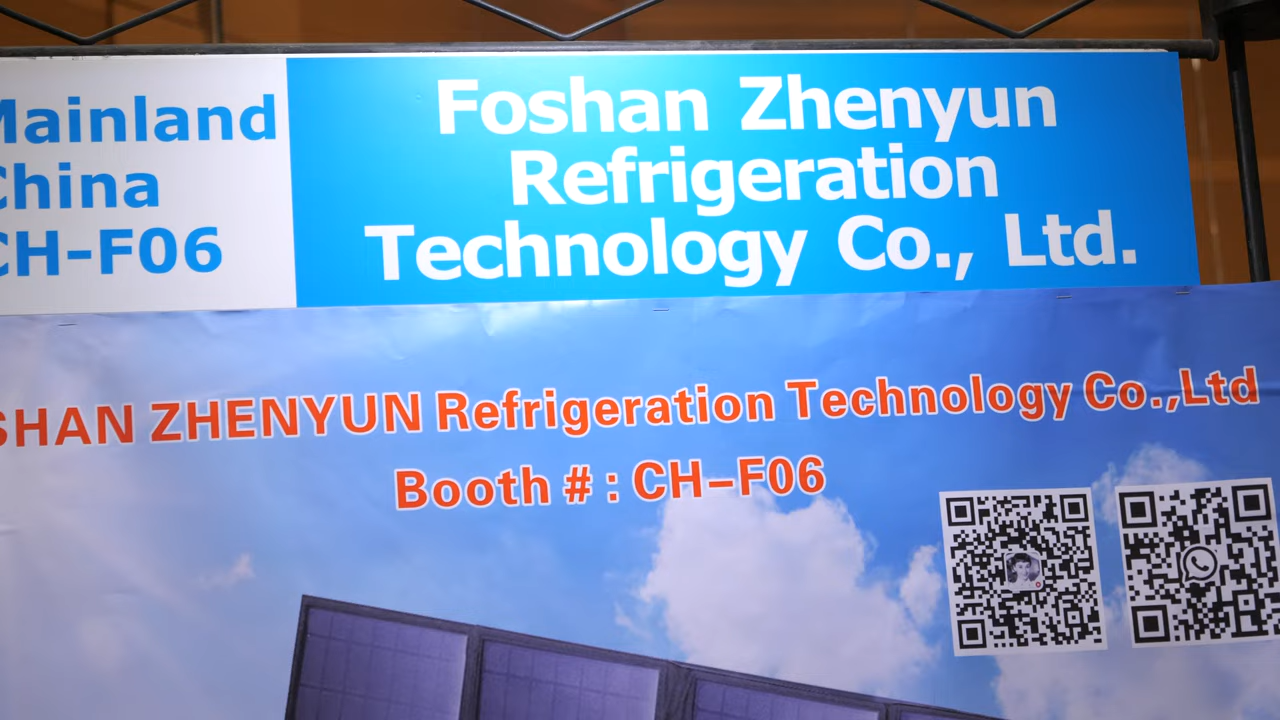 Mainland
China
CH-F06
Foshan Zhenyun
Refrigeration
Technology Co., Ltd.
SHAN ZHENYUN Refrigeration Technology Co.,Ltd
Booth # : CH-F06